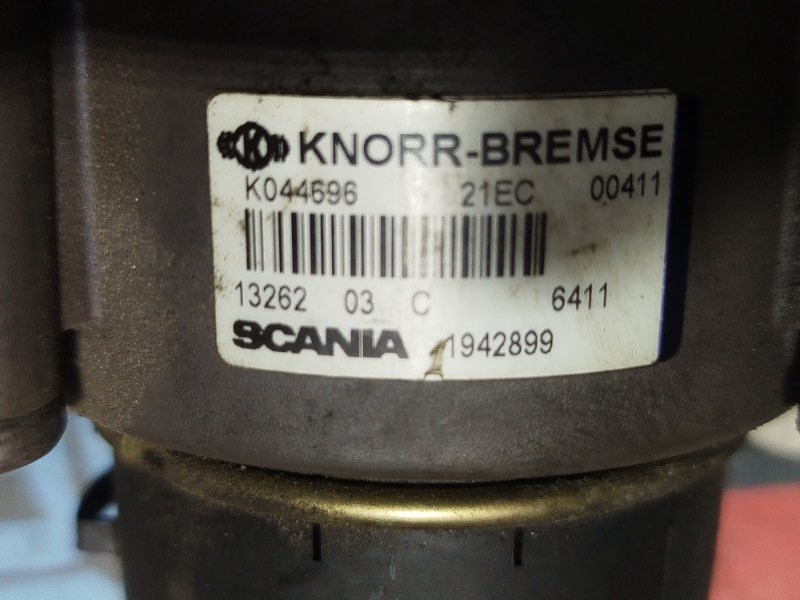 K KNORR-BREMSE
K044696 21EC 00411
13262 03 C 6411
SCANIA 1942899